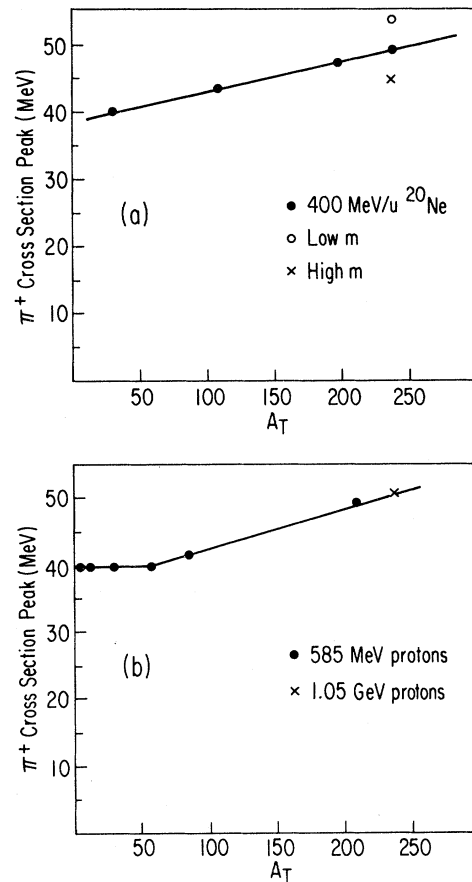 π+ Cross Section Peak (MeV)
50
40
30
20
10
(a)
● 400 MeV/u 20Ne
○ Low m
× High m
50
100
150
200
250
AT
π+ Cross Section Peak (MeV)
50
40
30
20
10
(b)
● 585 MeV protons
× 1.05 GeV protons
50
100
150
200
250
AT